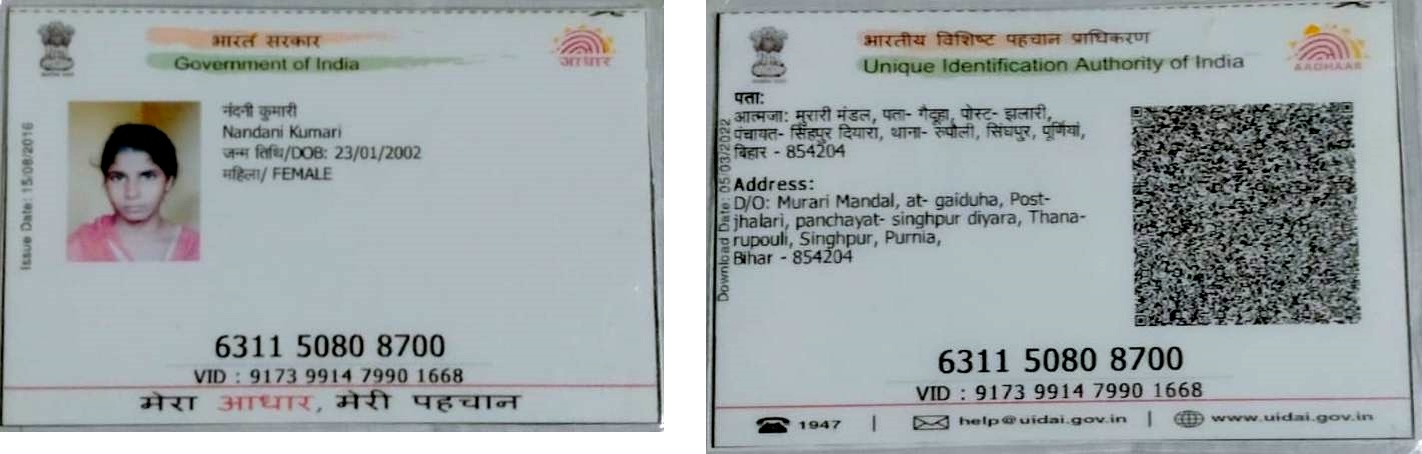 भारत सरकार
Government of India
आधार
Issue Date: 15/08/2016
नंदनी कुमारी
Nandani Kumari
जन्म तिथि/DOB: 23/01/2002
महिला/ FEMALE
6311 5080 8700
VID : 9173 9914 7990 1668
मेरा आधार, मेरी पहचान
भारतीय विशिष्ट पहचान प्राधिकरण
Unique Identification Authority of India
AADHAAR
Download Date: 05/03/2022
पता:
आत्मजा: मुरारी मंडल, पता- गैदूहा, पोस्ट- झलारी,
पंचायत- सिंहपुर दियारा, थाना- रुपौली, सिंघपुर, पूर्णिया,
बिहार - 854204
Address:
D/O: Murari Mandal, at- gaiduha, Post-
jhalari, panchayat- singhpur diyara, Thana-
rupouli, Singhpur, Purnia,
Bihar - 854204
6311 5080 8700
VID : 9173 9914 7990 1668
1947 | help@uidai.gov.in | www.uidai.gov.in